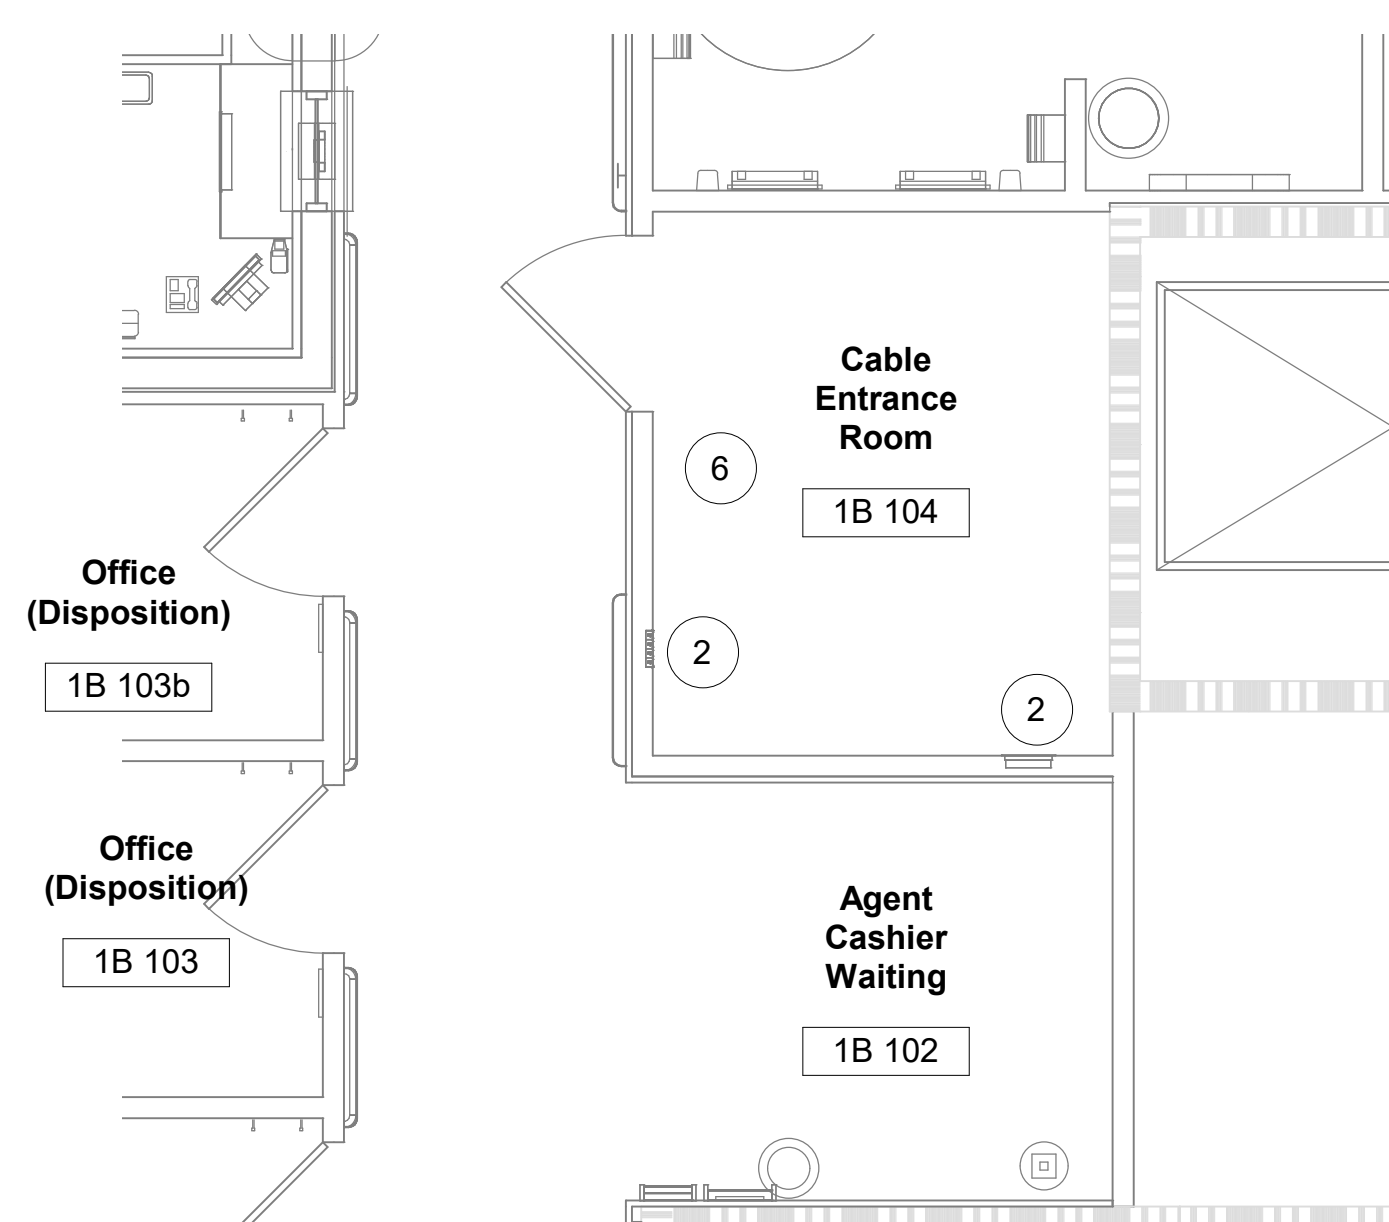 Cable
Entrance
Room
6
1B 104
Office
(Disposition)
2
1B 103b
2
Office
(Disposition)
1B 103
Agent
Cashier
Waiting
1B 102